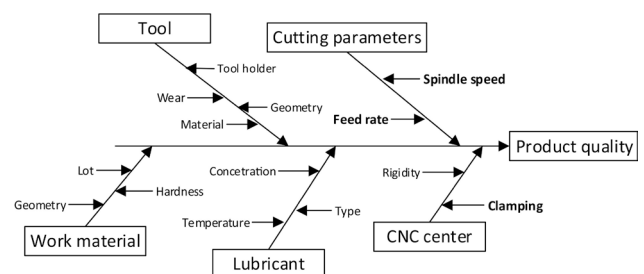 Tool
Cutting parameters
Tool holder
Spindle speed
Wear
Geometry
Feed rate
Material
Product quality
Lot
Concetration
Rigidity
Hardness
Geometry
Clamping
Type
Temperature
Work material
CNC center
Lubricant